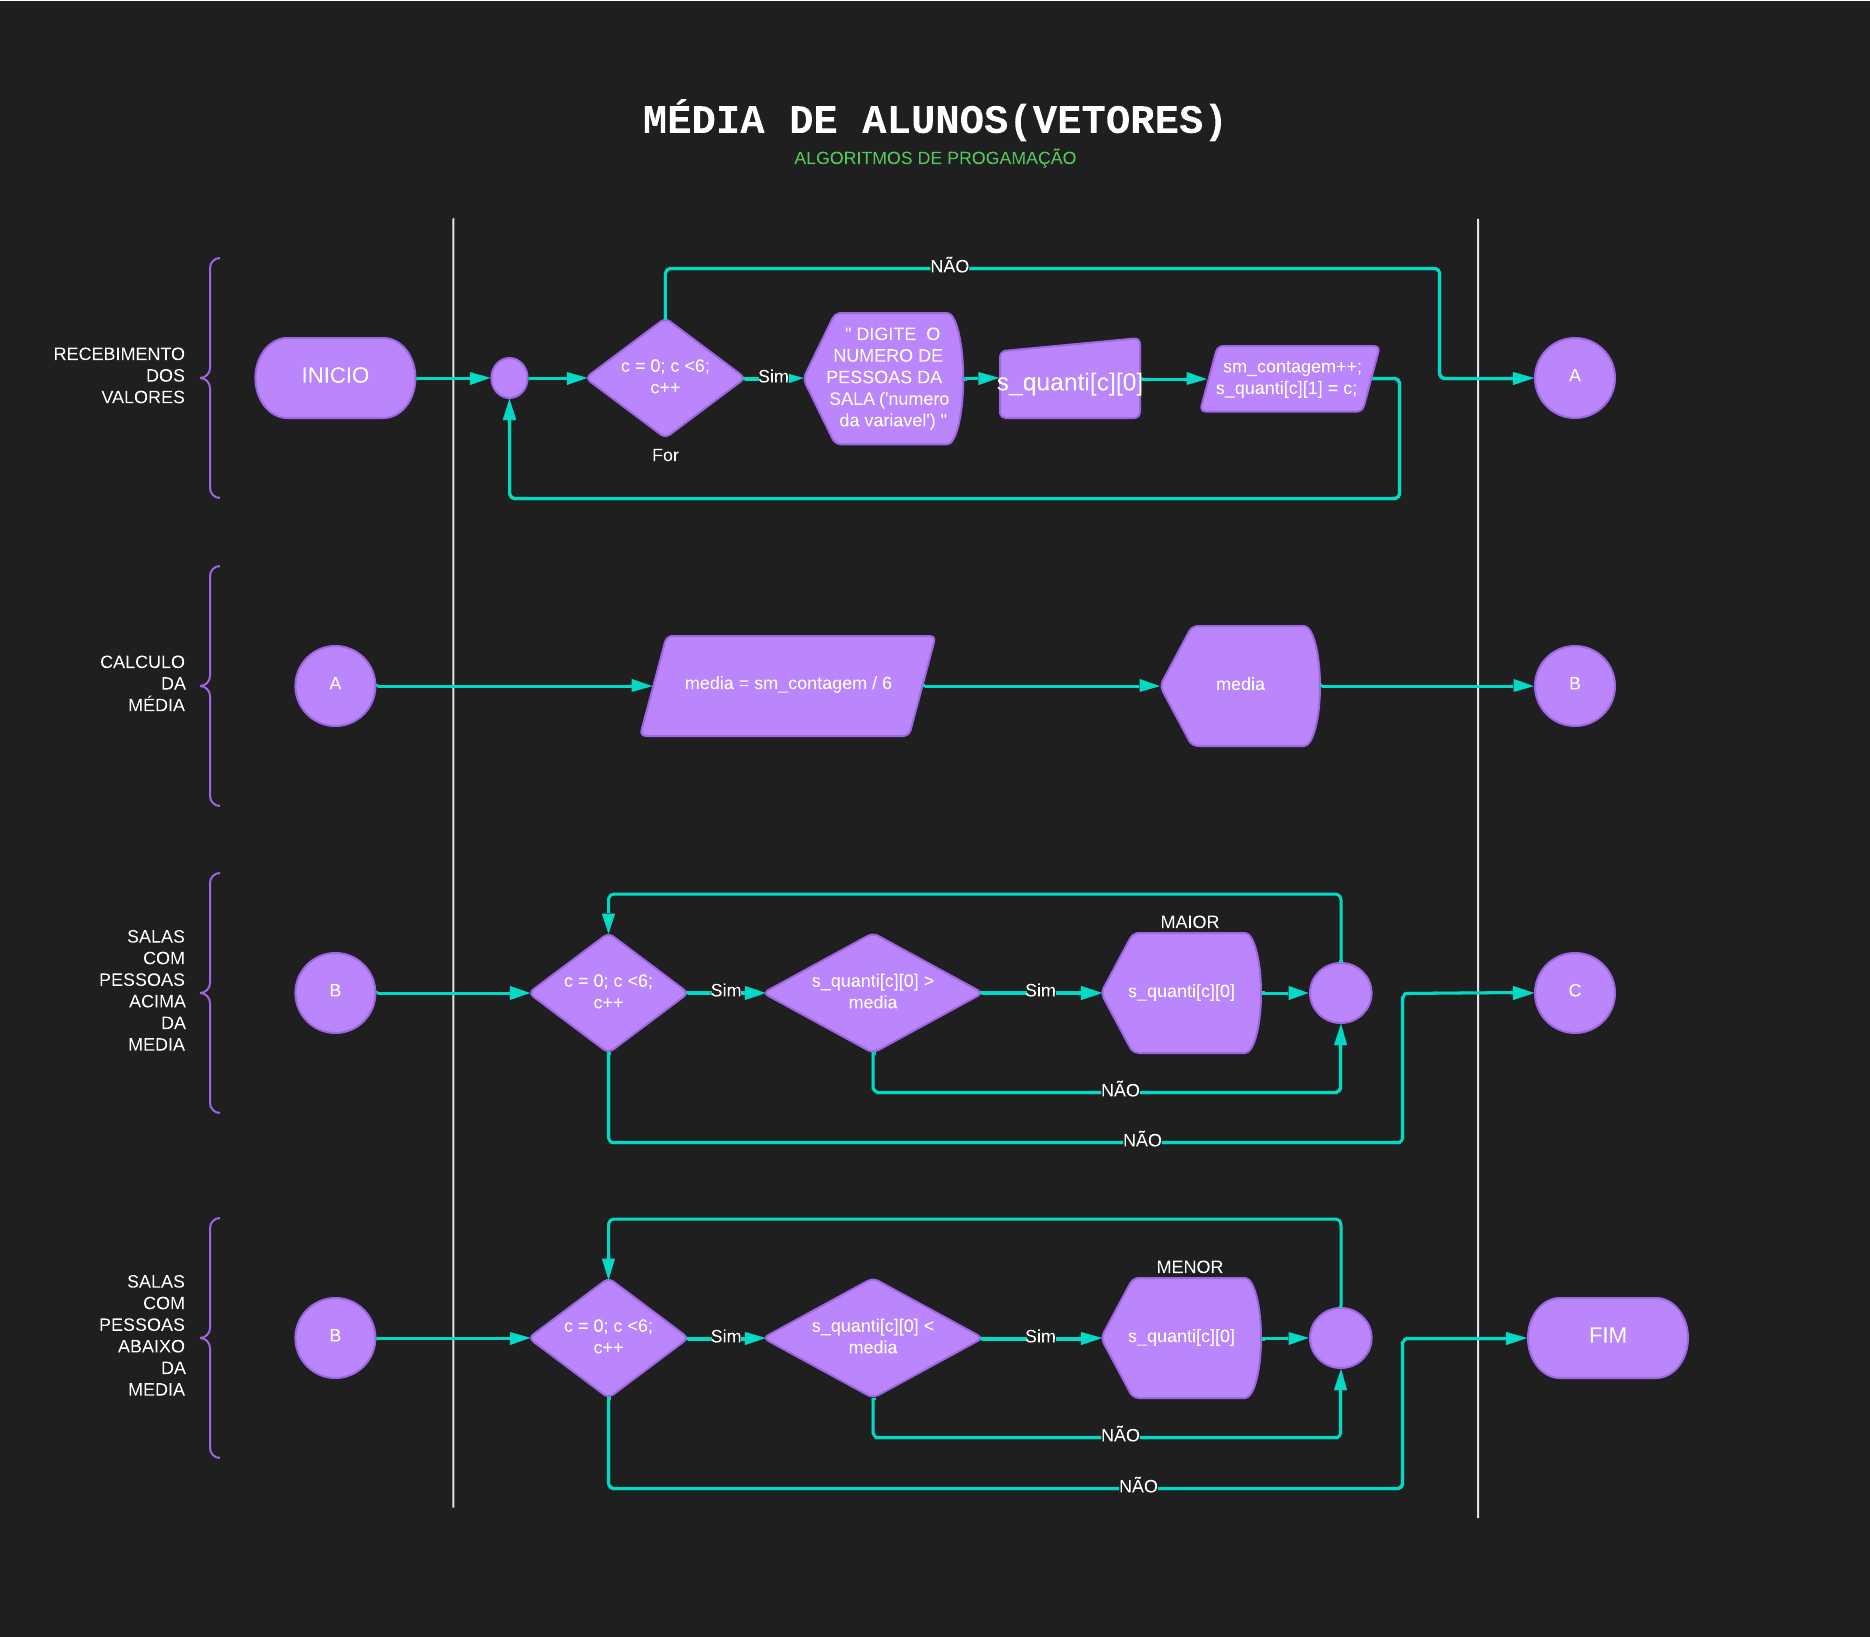 MÉDIA DE ALUNOS(VETORES)
ALGORITMOS DE PROGAMAÇÃO
RECEBIMENTO
DOS
VALORES
INICIO
c = 0; c <6;
c++
For
NÃO
Sim
" DIGITE  O
NUMERO DE
PESSOAS DA
SALA ('numero
da variavel') "
s_quanti[c][0]
sm_contagem++;
s_quanti[c][1] = c;
A
CALCULO
DA
MÉDIA
A
media = sm_contagem / 6
media
B
SALAS
COM
PESSOAS
ACIMA
DA
MEDIA
B
c = 0; c <6;
c++
Sim
s_quanti[c][0] >
media
Sim
MAIOR
s_quanti[c][0]
NÃO
NÃO
C
SALAS
COM
PESSOAS
ABAIXO
DA
MEDIA
B
c = 0; c <6;
c++
Sim
s_quanti[c][0] <
media
Sim
MENOR
s_quanti[c][0]
NÃO
NÃO
FIM